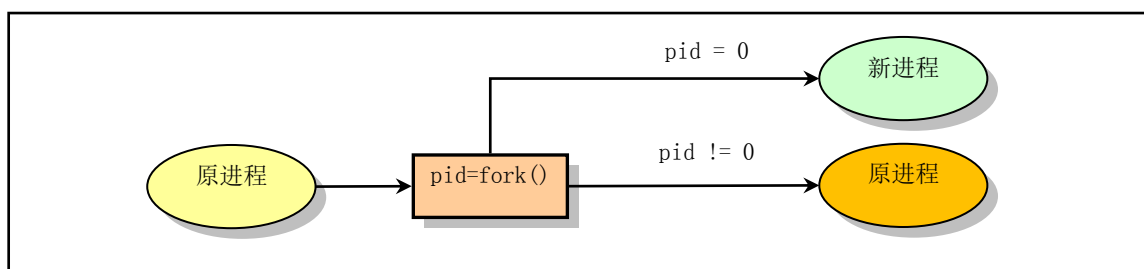 pid = 0
新进程
原进程
pid=fork()
pid != 0
原进程